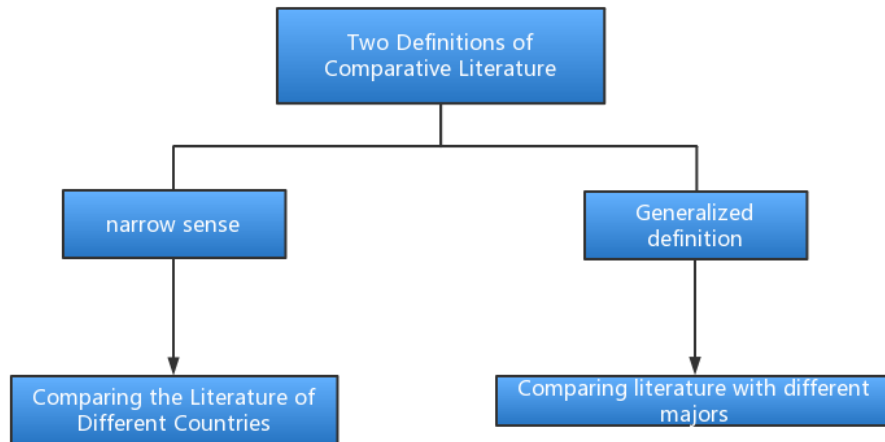 Two Definitions of
Comparative Literature
narrow sense
Generalized
definition
Comparing the Literature of
Different Countries
Comparing literature with different
majors